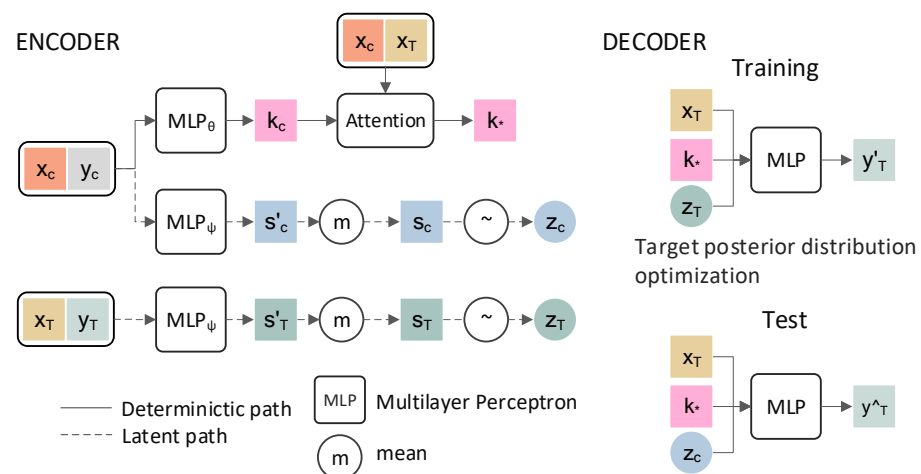 ENCODER
x_c x_T
DECODER
Training
MLP_θ k_c Attention k_*
x_T
k_* MLP y'_T
z_T
x_c y_c
MLP_ψ s'_c m s_c ~ z_c
Target posterior distribution
optimization
x_T y_T MLP_ψ s'_T m s_T ~ z_T
Test
x_T
k_* MLP y^_T
z_c
Determinictic path
Latent path
MLP Multilayer Perceptron
m mean